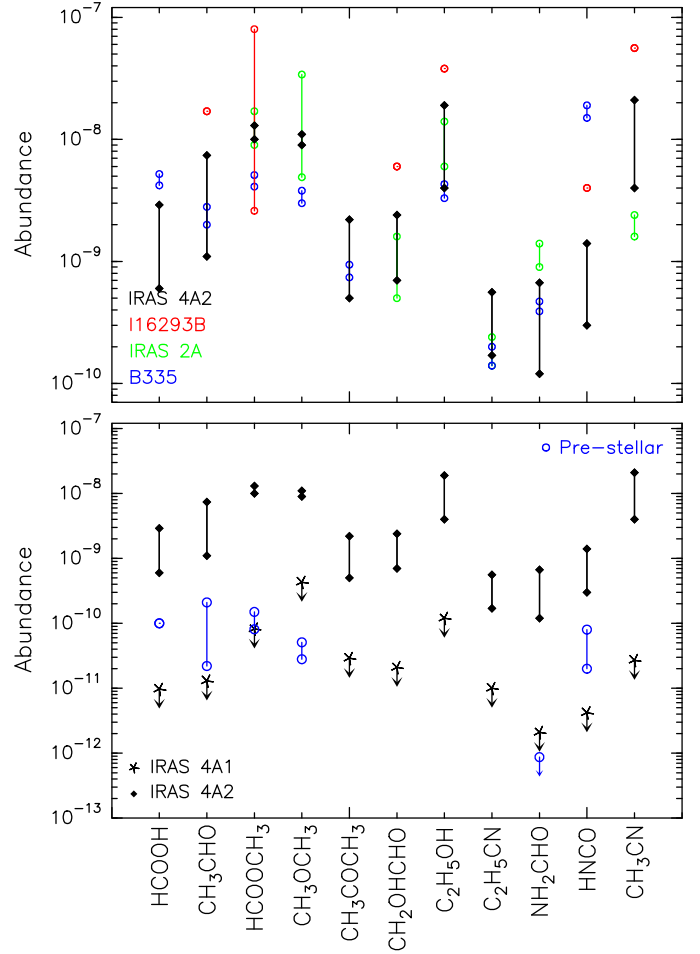 10⁻⁷
10⁻⁸
10⁻⁹
10⁻¹⁰
Abundance
IRAS 4A2
I16293B
IRAS 2A
B335
10⁻⁷
10⁻⁸
10⁻⁹
10⁻¹⁰
10⁻¹¹
10⁻¹²
10⁻¹³
Abundance
Pre-stellar
IRAS 4A1
IRAS 4A2
HCOOH
CH₃CHO
HCOOCH₃
CH₃OCH₃
CH₃COCH₃
CH₂OHCHO
C₂H₅OH
C₂H₅CN
NH₂CHO
HNCO
CH₃CN